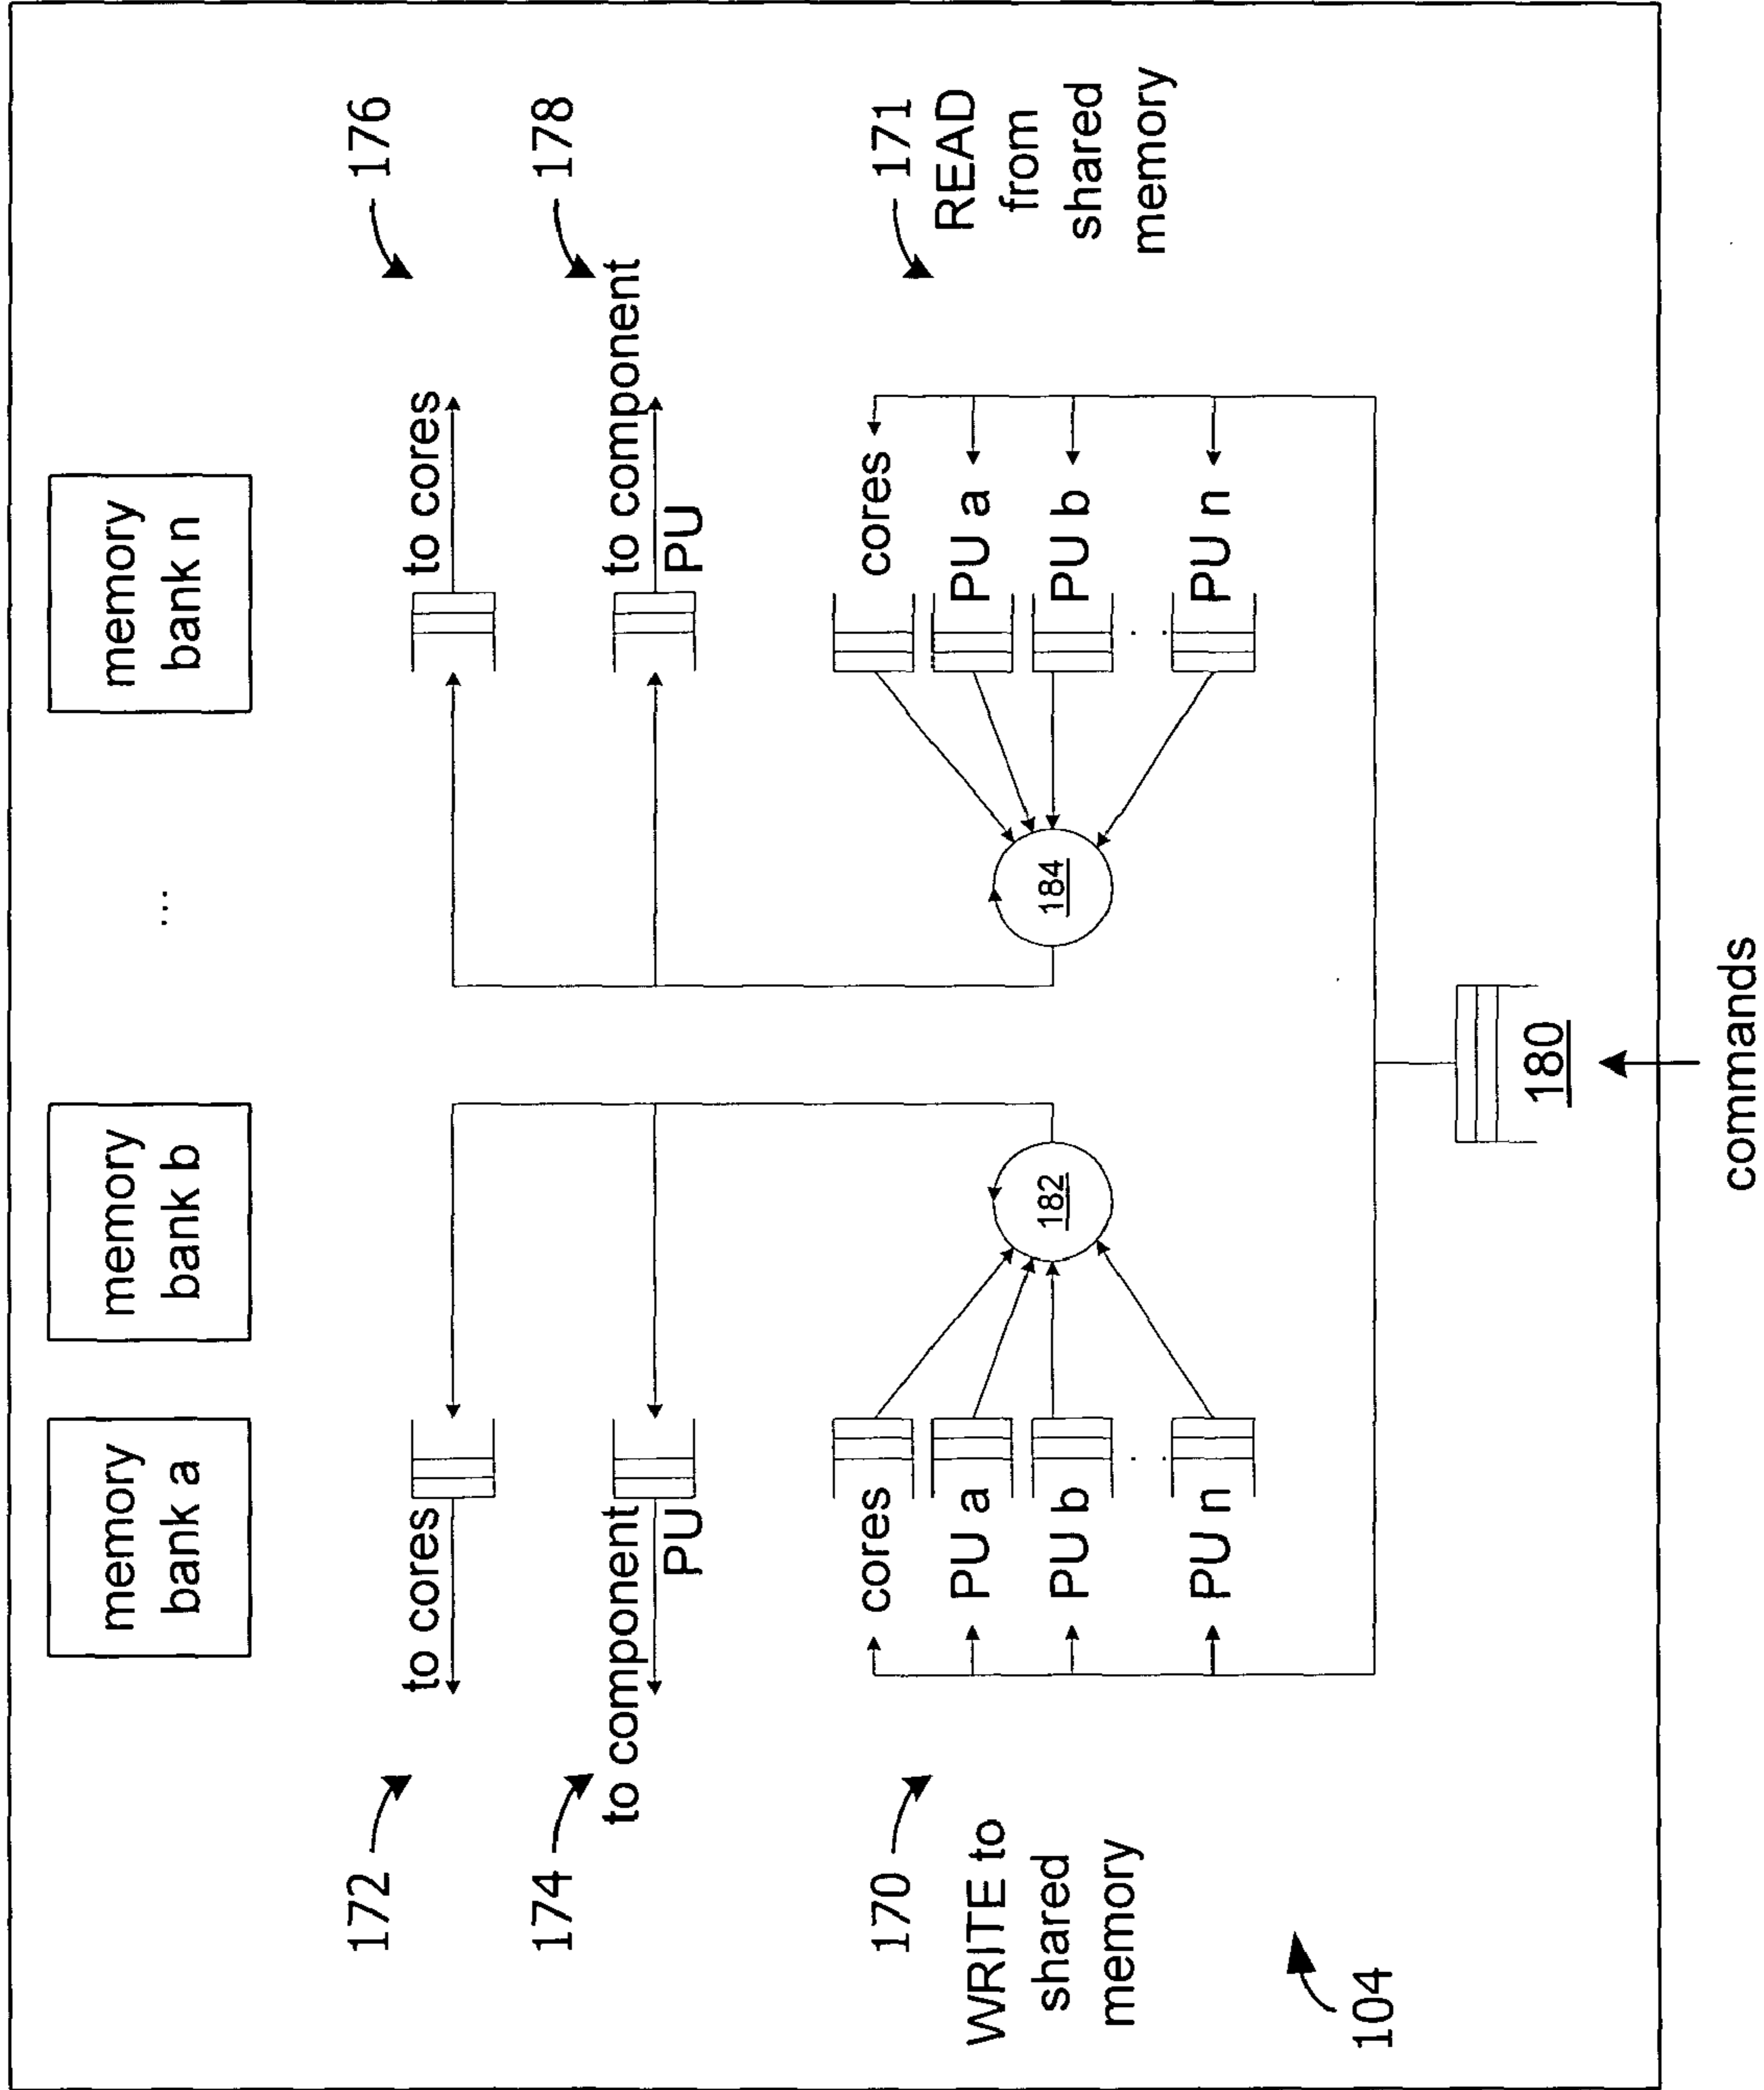 memory
bank a
memory
bank b
...
memory
bank n
172
to cores
to cores
176
174
to component
PU
to component
PU
178
170
WRITE to
shared
memory
cores
PU a
PU b
PU n
182
184
cores
PU a
PU b
PU n
171
READ
from
shared
memory
104
180
commands